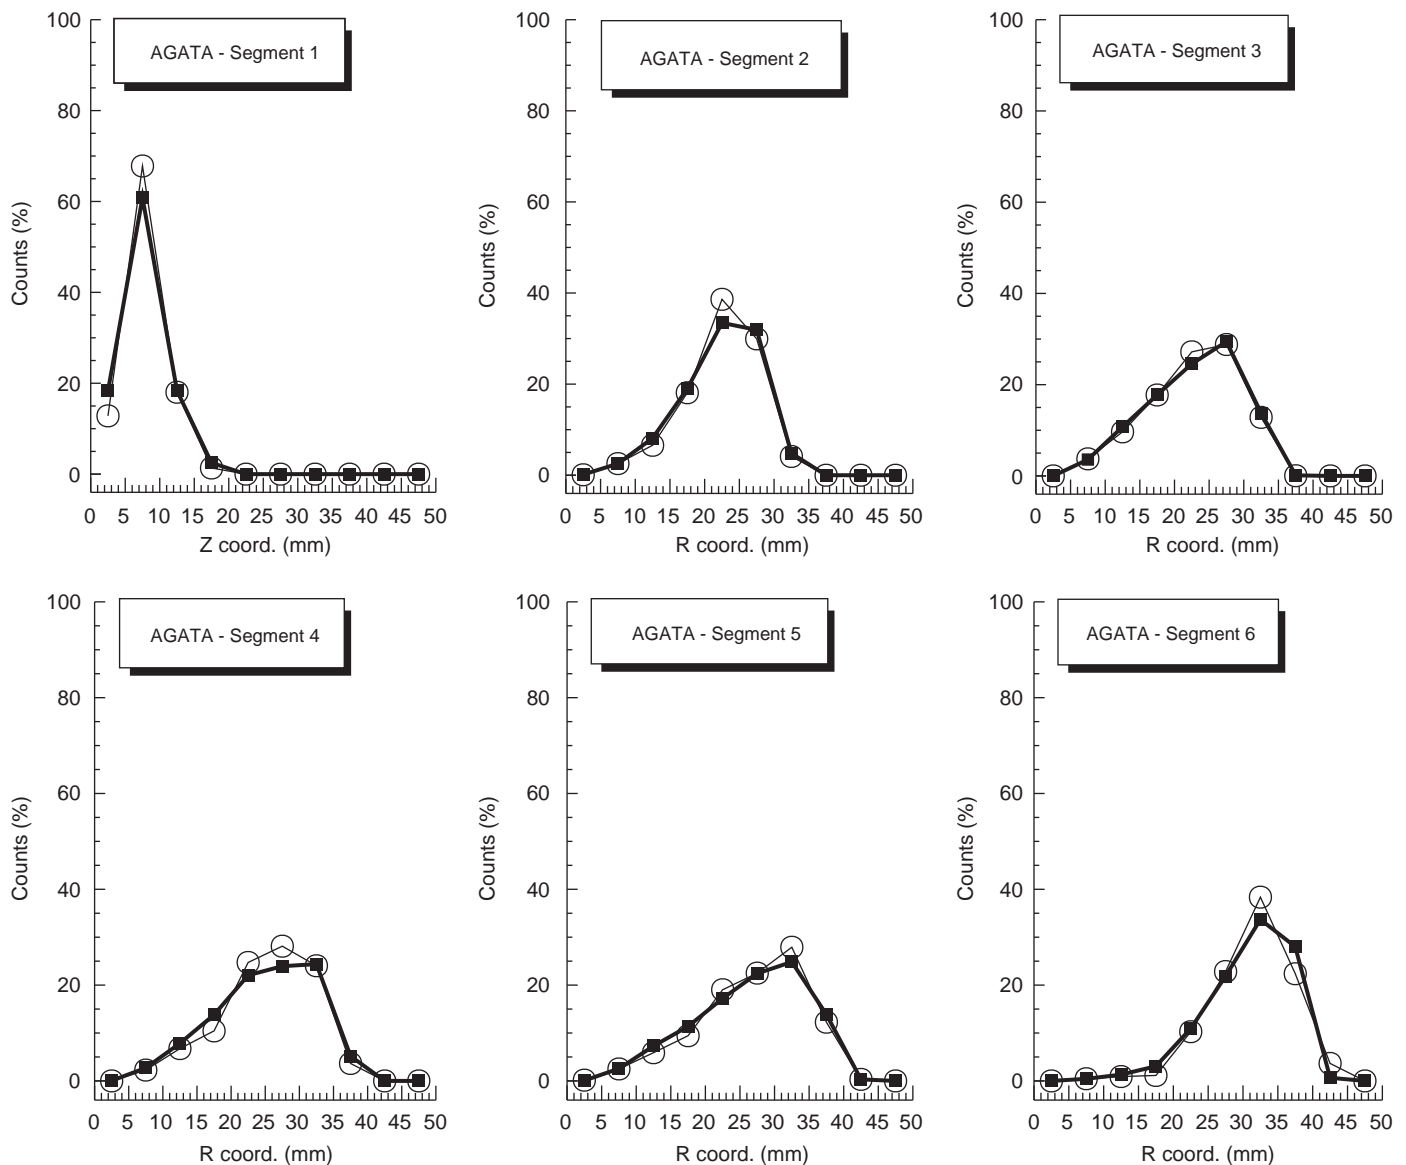 AGATA - Segment 1
100
80
60
40
20
0
Counts (%)
0 5 10 15 20 25 30 35 40 45 50
Z coord. (mm)
AGATA - Segment 2
100
80
60
40
20
0
Counts (%)
0 5 10 15 20 25 30 35 40 45 50
R coord. (mm)
AGATA - Segment 3
100
80
60
40
20
0
Counts (%)
0 5 10 15 20 25 30 35 40 45 50
R coord. (mm)
AGATA - Segment 4
100
80
60
40
20
0
Counts (%)
0 5 10 15 20 25 30 35 40 45 50
R coord. (mm)
AGATA - Segment 5
100
80
60
40
20
0
Counts (%)
0 5 10 15 20 25 30 35 40 45 50
R coord. (mm)
AGATA - Segment 6
100
80
60
40
20
0
Counts (%)
0 5 10 15 20 25 30 35 40 45 50
R coord. (mm)